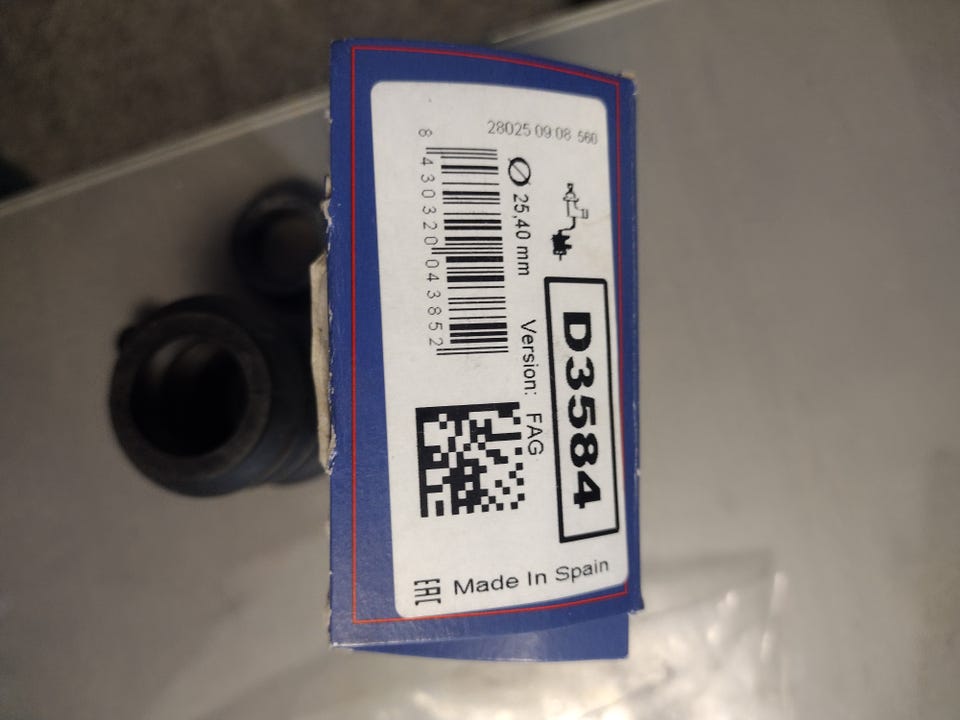 28025 09 08 560
Ø 25,40 mm
8 430320 043852
D3584
Version: FAG
EAC Made In Spain